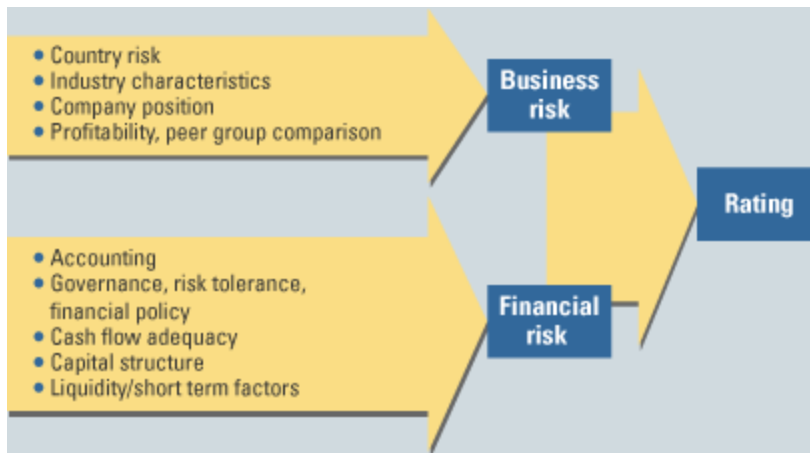 • Country risk
• Industry characteristics
• Company position
• Profitability, peer group comparison
Business
risk
• Accounting
• Governance, risk tolerance,
financial policy
• Cash flow adequacy
• Capital structure
• Liquidity/short term factors
Financial
risk
Rating